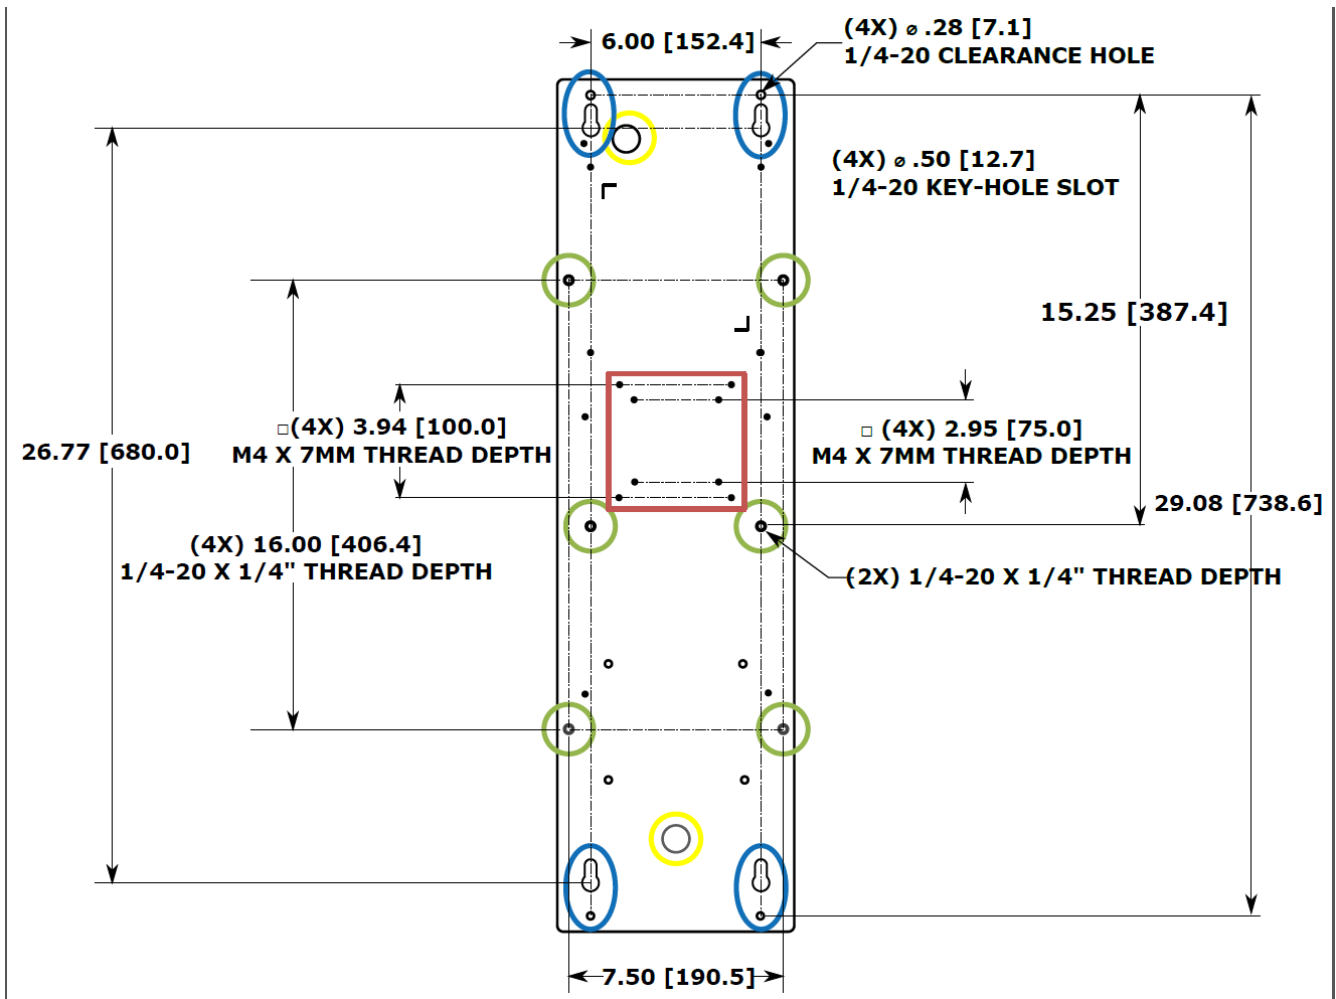 6.00 [152.4]
(4X) ⌀ .28 [7.1]
1/4-20 CLEARANCE HOLE
(4X) ⌀ .50 [12.7]
1/4-20 KEY-HOLE SLOT
15.25 [387.4]
□(4X) 3.94 [100.0]
M4 X 7MM THREAD DEPTH
□ (4X) 2.95 [75.0]
M4 X 7MM THREAD DEPTH
26.77 [680.0]
29.08 [738.6]
(4X) 16.00 [406.4]
1/4-20 X 1/4" THREAD DEPTH
(2X) 1/4-20 X 1/4" THREAD DEPTH
7.50 [190.5]